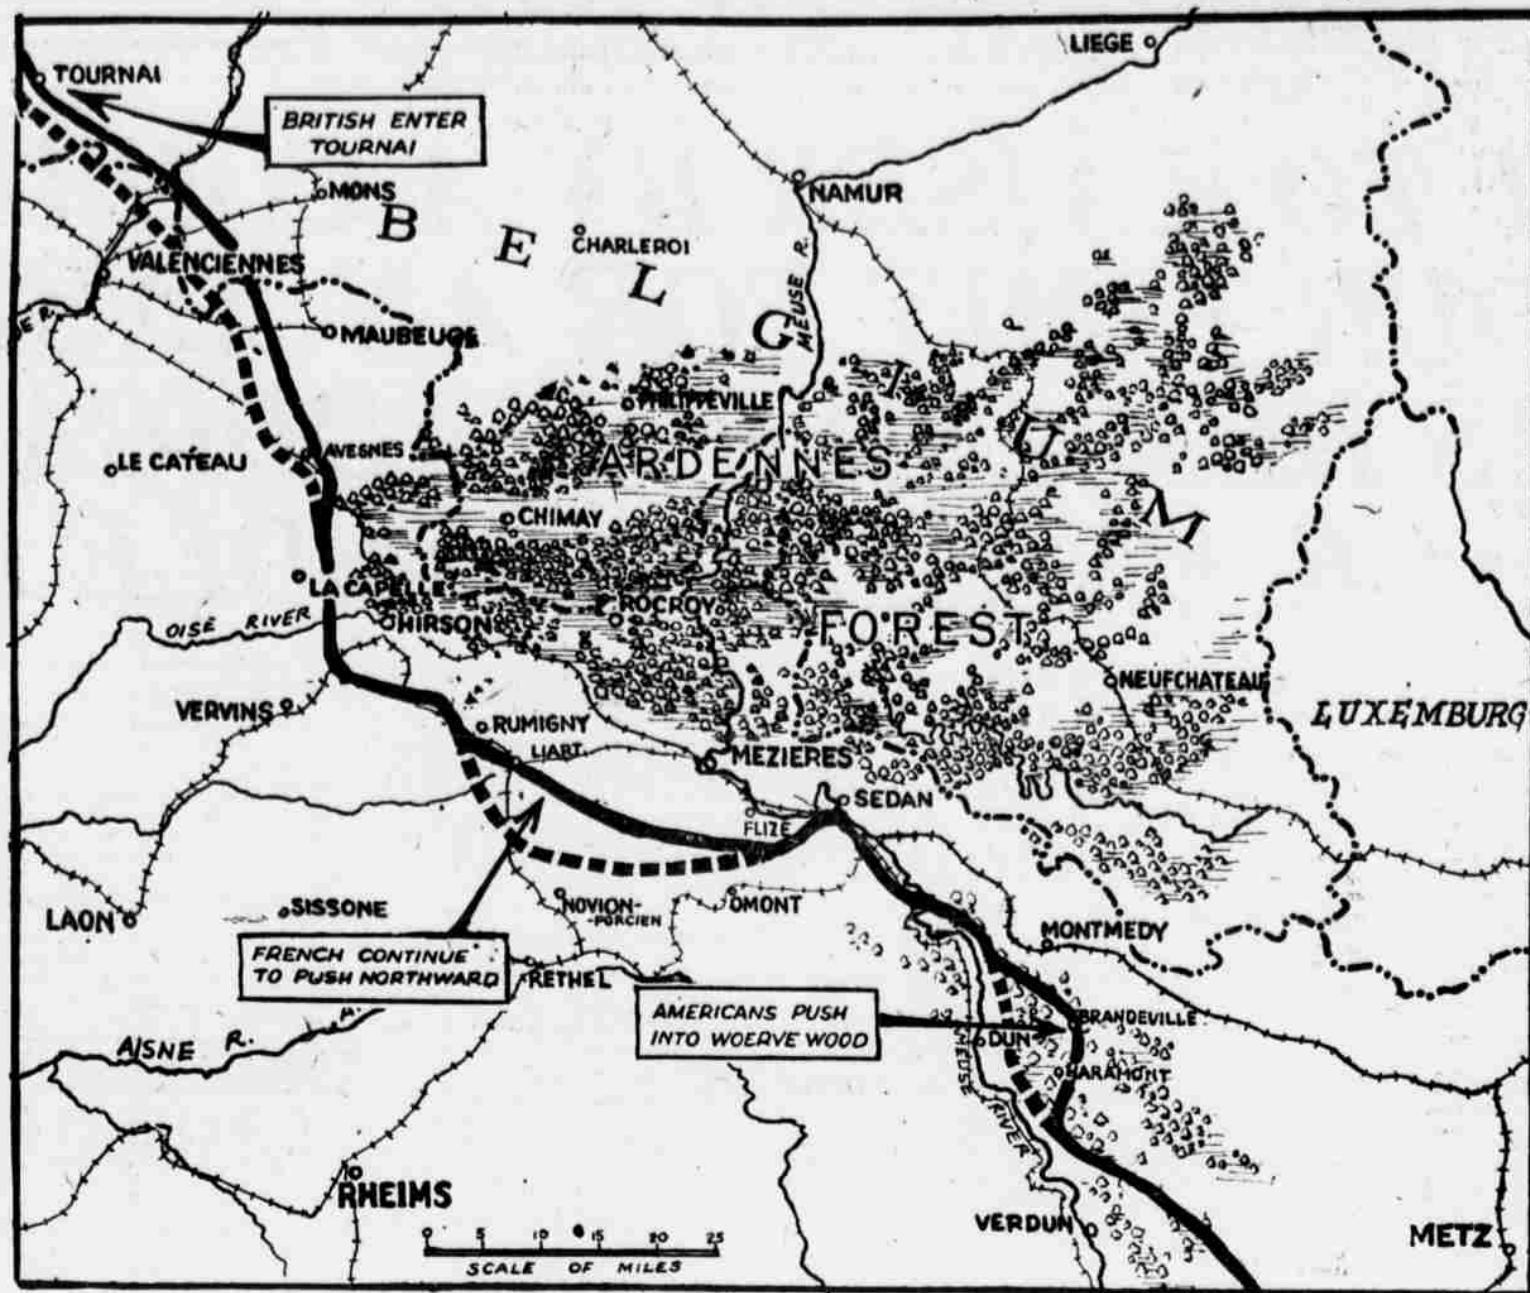 LIEGE
TOURNAI
BRITISH ENTER
TOURNAI
MONS
NAMUR
BELGIUM
CHARLEROI
MEUSE R.
VALENCIENNES
ER.
MAUBEUGE
PHILIPPEVILLE
AVESNES
LE CATEAU
ARDENNES
CHIMAY
LA CAPELLE
ROCROY
FOREST
OISE RIVER
HIRSON
NEUFCHATEAU
VERVINS
LUXEMBURG
RUMIGNY
LIART
MEZIERES
SEDAN
FLIZE
LAON
SISSONE
NOVION-
-PORCIEN
OMONT
MONTMEDY
FRENCH CONTINUE
TO PUSH NORTHWARD
RETHEL
AMERICANS PUSH
INTO WOERVE WOOD
BRANDEVILLE
DUN
AISNE R.
HARAMONT
MEUSE RIVER
RHEIMS
VERDUN
METZ
0 5 10 15 20 25
SCALE OF MILES